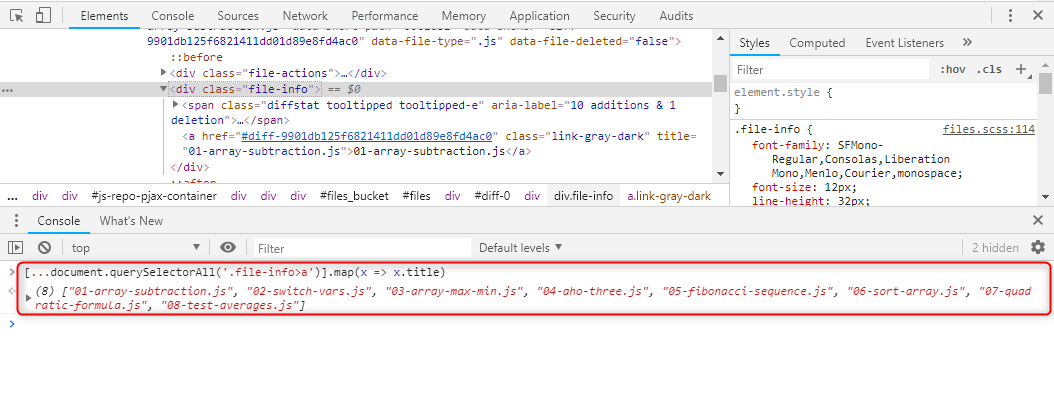 Elements Console Sources Network Performance Memory Application Security Audits
9901db125f6821411dd01d89e8fd4ac0" data-file-type=".js" data-file-deleted="false">
::before
<div class="file-actions">…</div>
<div class="file-info"> == $0
<span class="diffstat tooltipped tooltipped-e" aria-label="10 additions & 1
deletion">…</span>
<a href="#diff-9901db125f6821411dd01d89e8fd4ac0" class="link-gray-dark" title=
"01-array-subtraction.js">01-array-subtraction.js</a>
</div>
::after
... div div #js-repo-pjax-container div div #files_bucket #files #diff-0 div div.file-info a.link-gray-dark
Styles Computed Event Listeners »
Filter :hov .cls +
element.style {
}
.file-info { files.scss:114
font-family: SFMono-
Regular,Consolas,Liberation
Mono,Menlo,Courier,monospace;
font-size: 12px;
line-height: 32px;
Console What's New
top Filter Default levels 2 hidden
[...document.querySelectorAll('.file-info>a')].map(x => x.title)
(8) ["01-array-subtraction.js", "02-switch-vars.js", "03-array-max-min.js", "04-aho-three.js", "05-fibonacci-sequence.js", "06-sort-array.js", "07-quad
ratic-formula.js", "08-test-averages.js"]